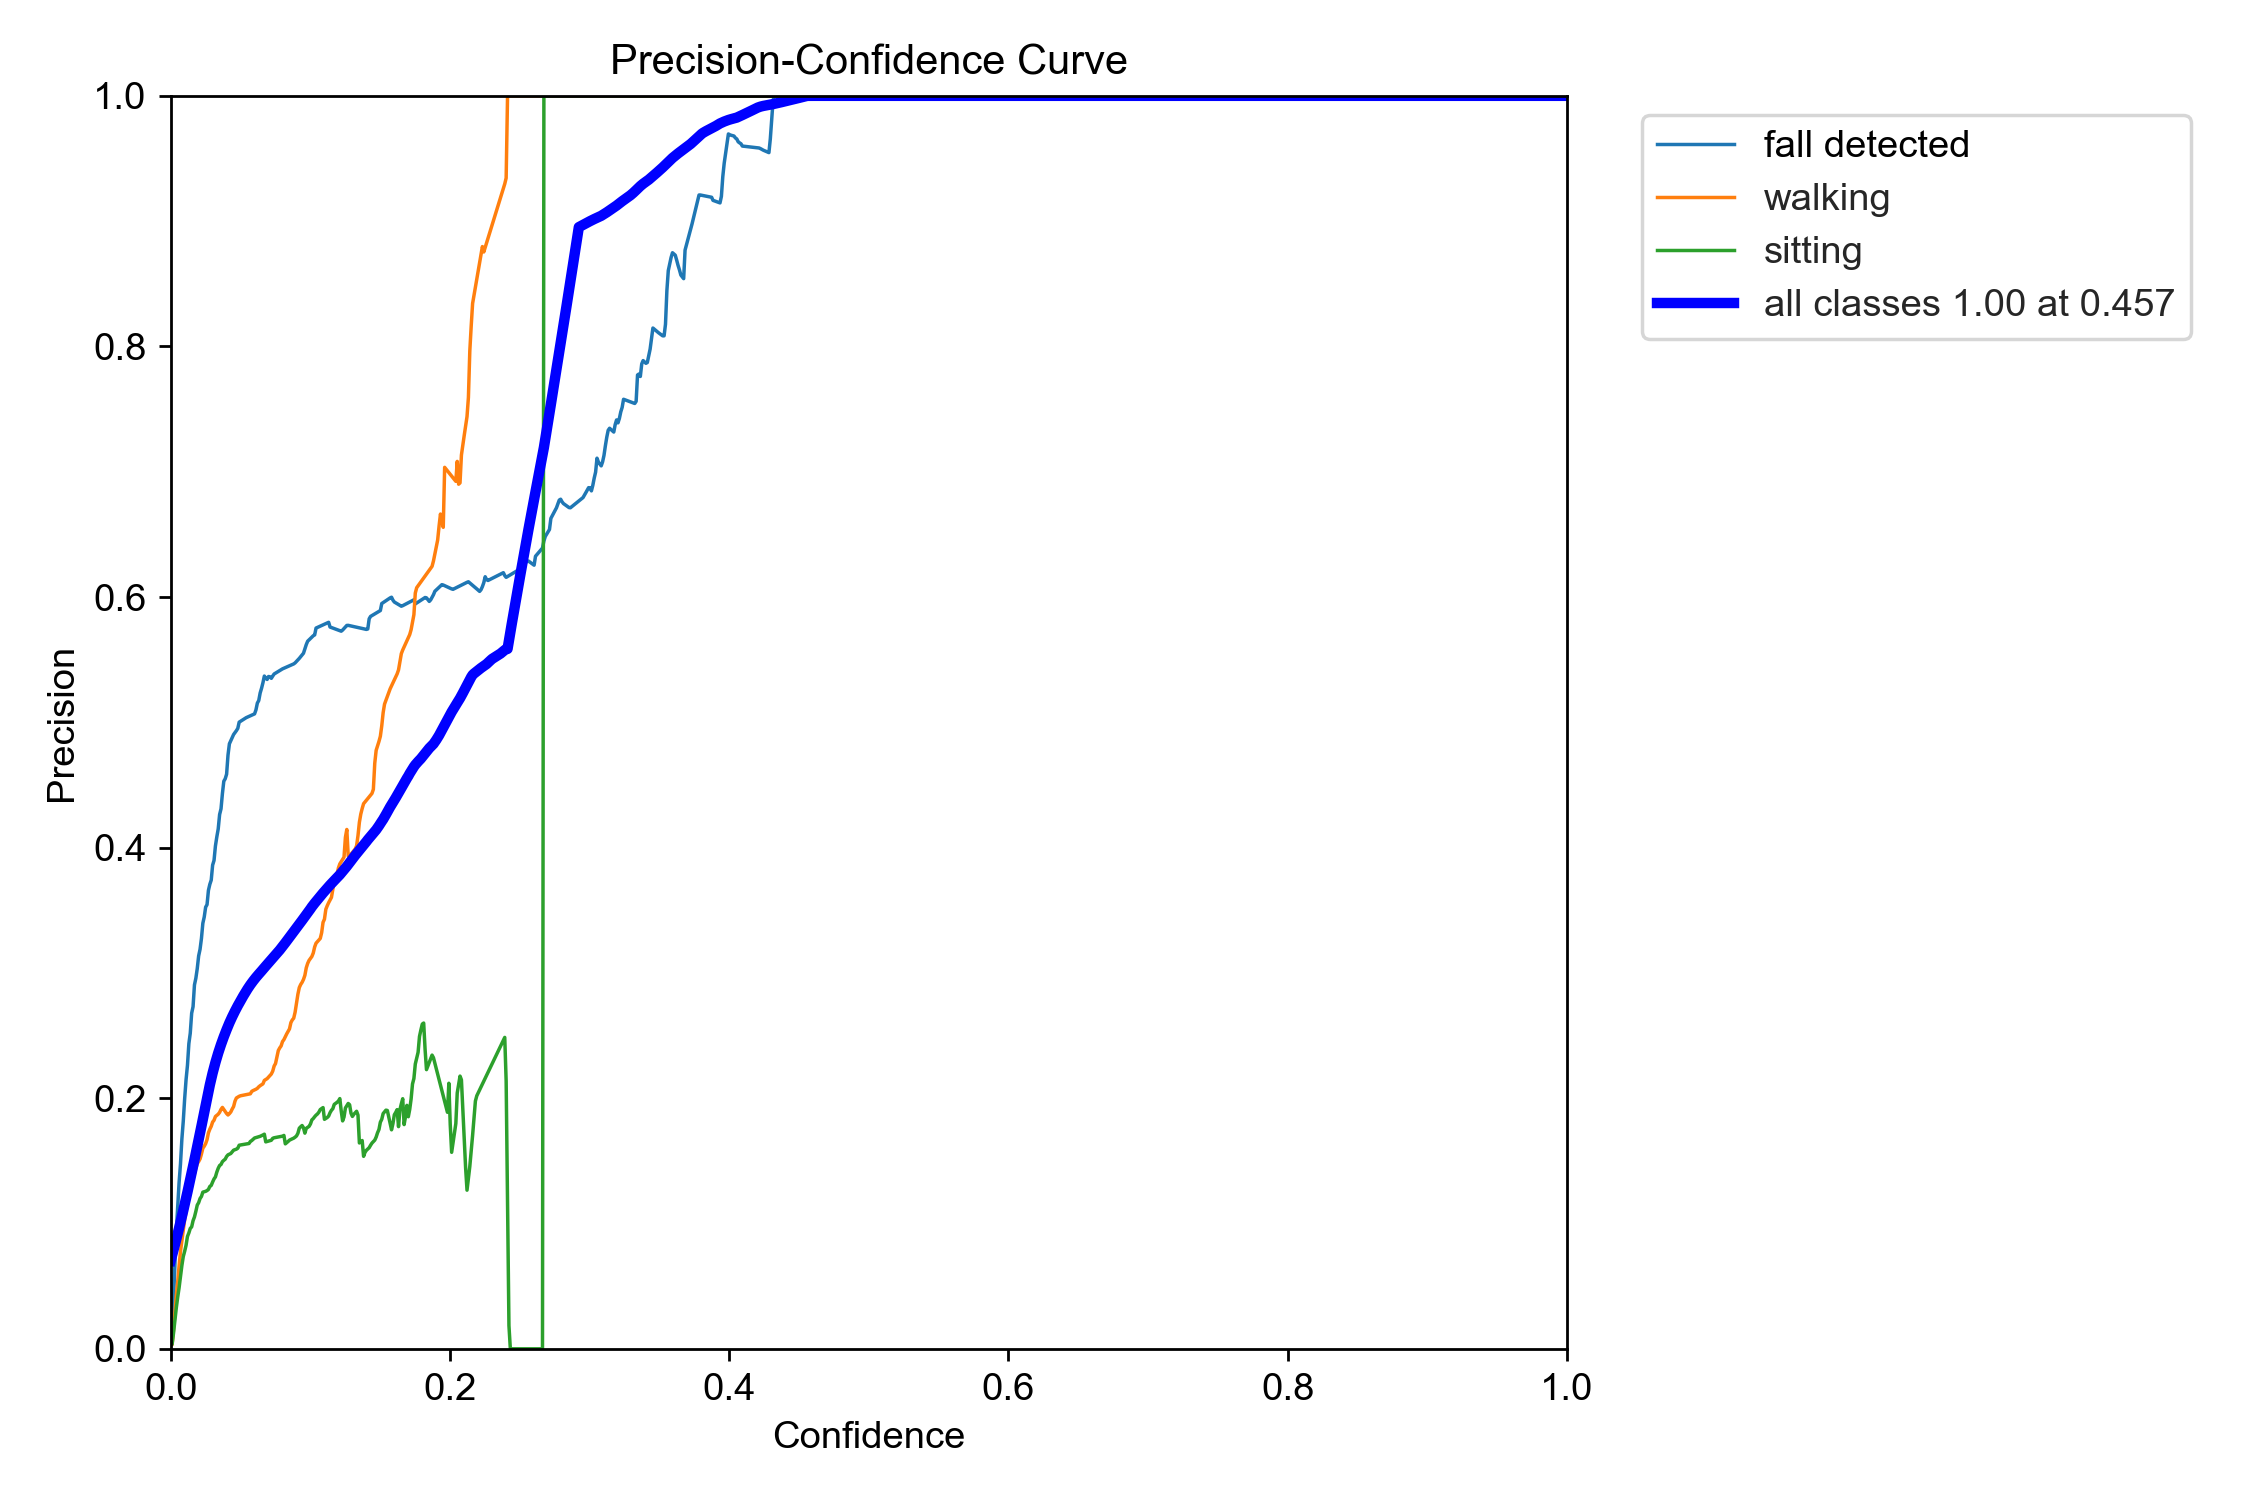 Precision-Confidence Curve
1.0
0.8
0.6
0.4
0.2
0.0
Precision
0.0 0.2 0.4 0.6 0.8 1.0
Confidence
fall detected
walking
sitting
all classes 1.00 at 0.457